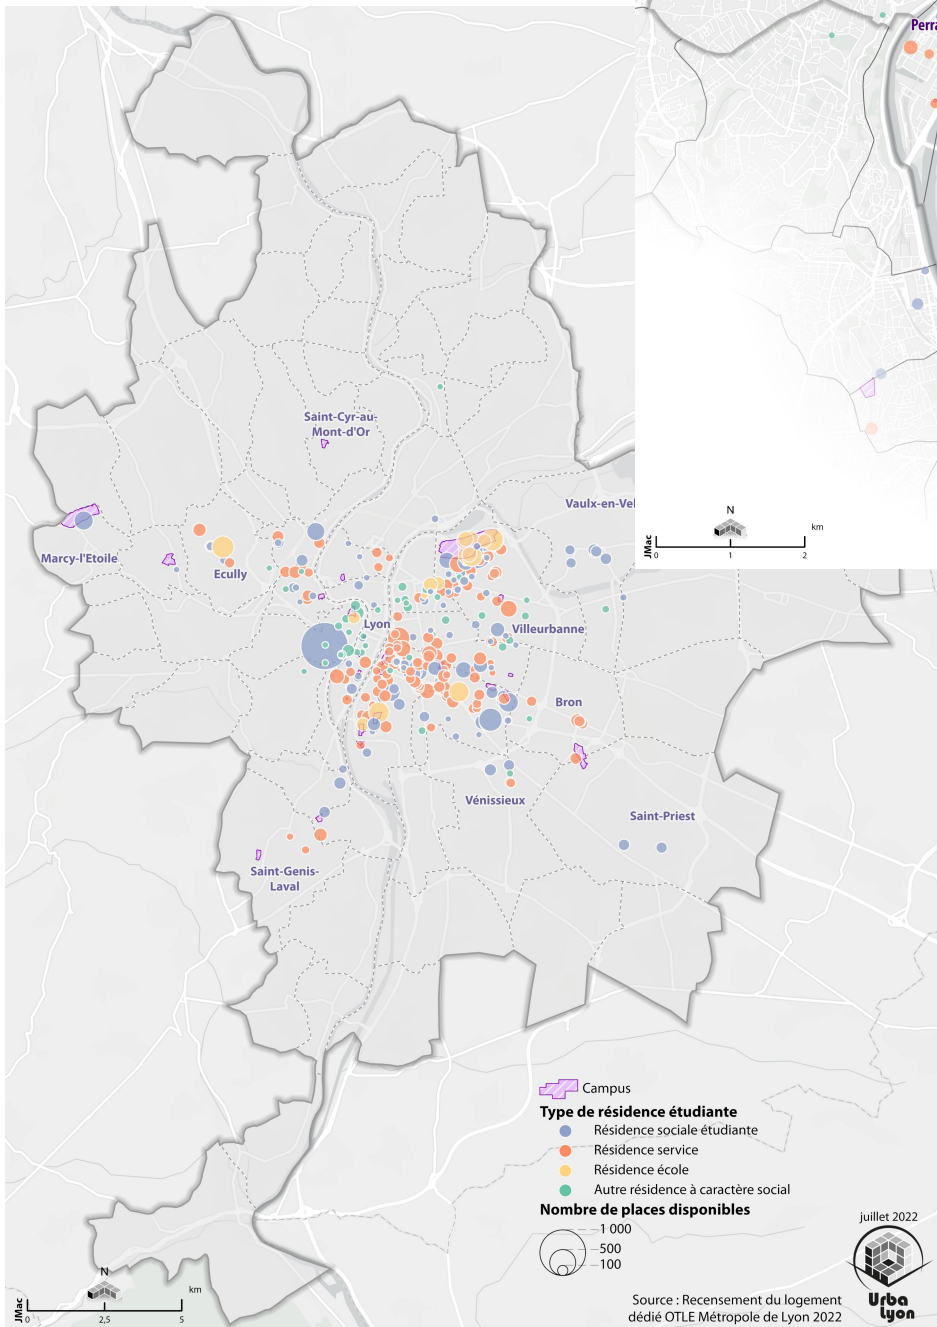 Perra
N
km
JMac
0
1
2
Saint-Cyr-au-
Mont-d'Or
Vaulx-en-Vel
Marcy-l'Etoile
Ecully
Lyon
Villeurbanne
Bron
Vénissieux
Saint-Priest
Saint-Genis-
Laval
Campus
Type de résidence étudiante
Résidence sociale étudiante
Résidence service
Résidence école
Autre résidence à caractère social
Nombre de places disponibles
1 000
500
100
juillet 2022
N
km
JMac
0
2,5
5
Source : Recensement du logement
dédié OTLE Métropole de Lyon 2022
Urba
Lyon